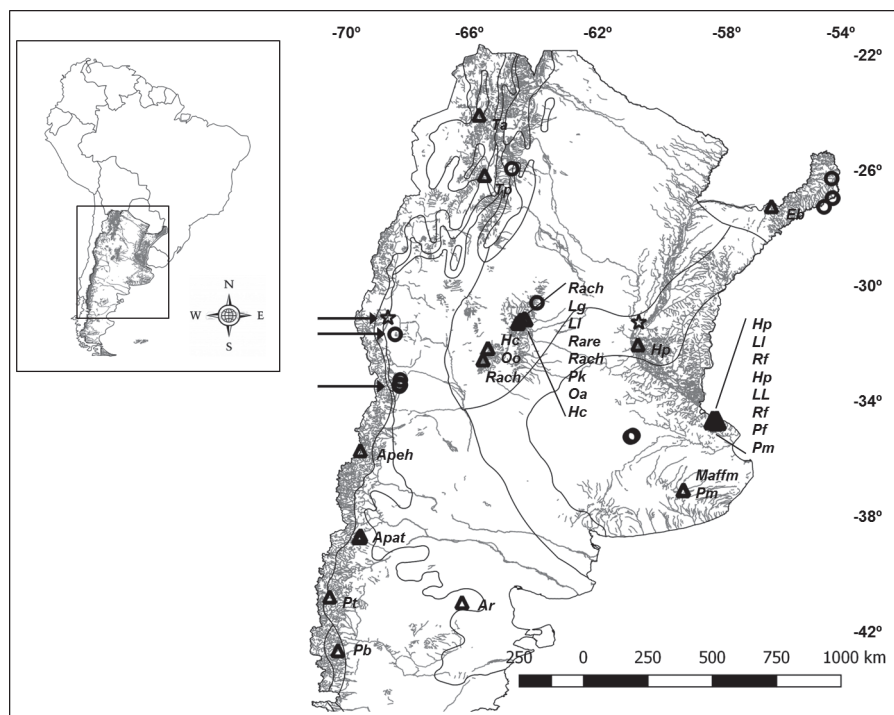 -70º -66º -62º -58º -54º
-22º
-26º
-30º
-34º
-38º
-42º
N
W E
S
Ta
Tp
Eb
Rach
Lg
Ll
Rare
Rach
Pk
Oa
Hc
Hc
Oo
Rach
Hp
Hp
Ll
Rf
Hp
LL
Rf
Pf
Pm
Apeh
Maffm
Pm
Apat
Pt
Ar
Pb
250 0 250 500 750 1000 km